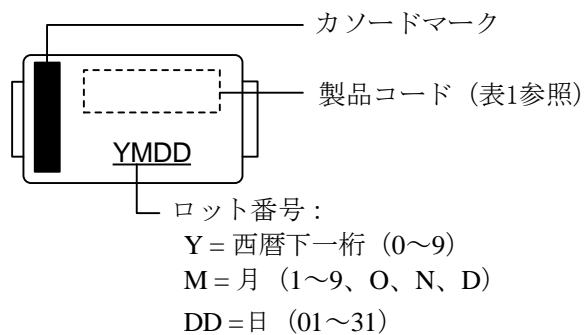 カソードマーク
製品コード（表1参照）
YMDD
ロット番号：
Y = 西暦下一桁（0～9）
M = 月（1～9、O、N、D）
DD =日（01～31）